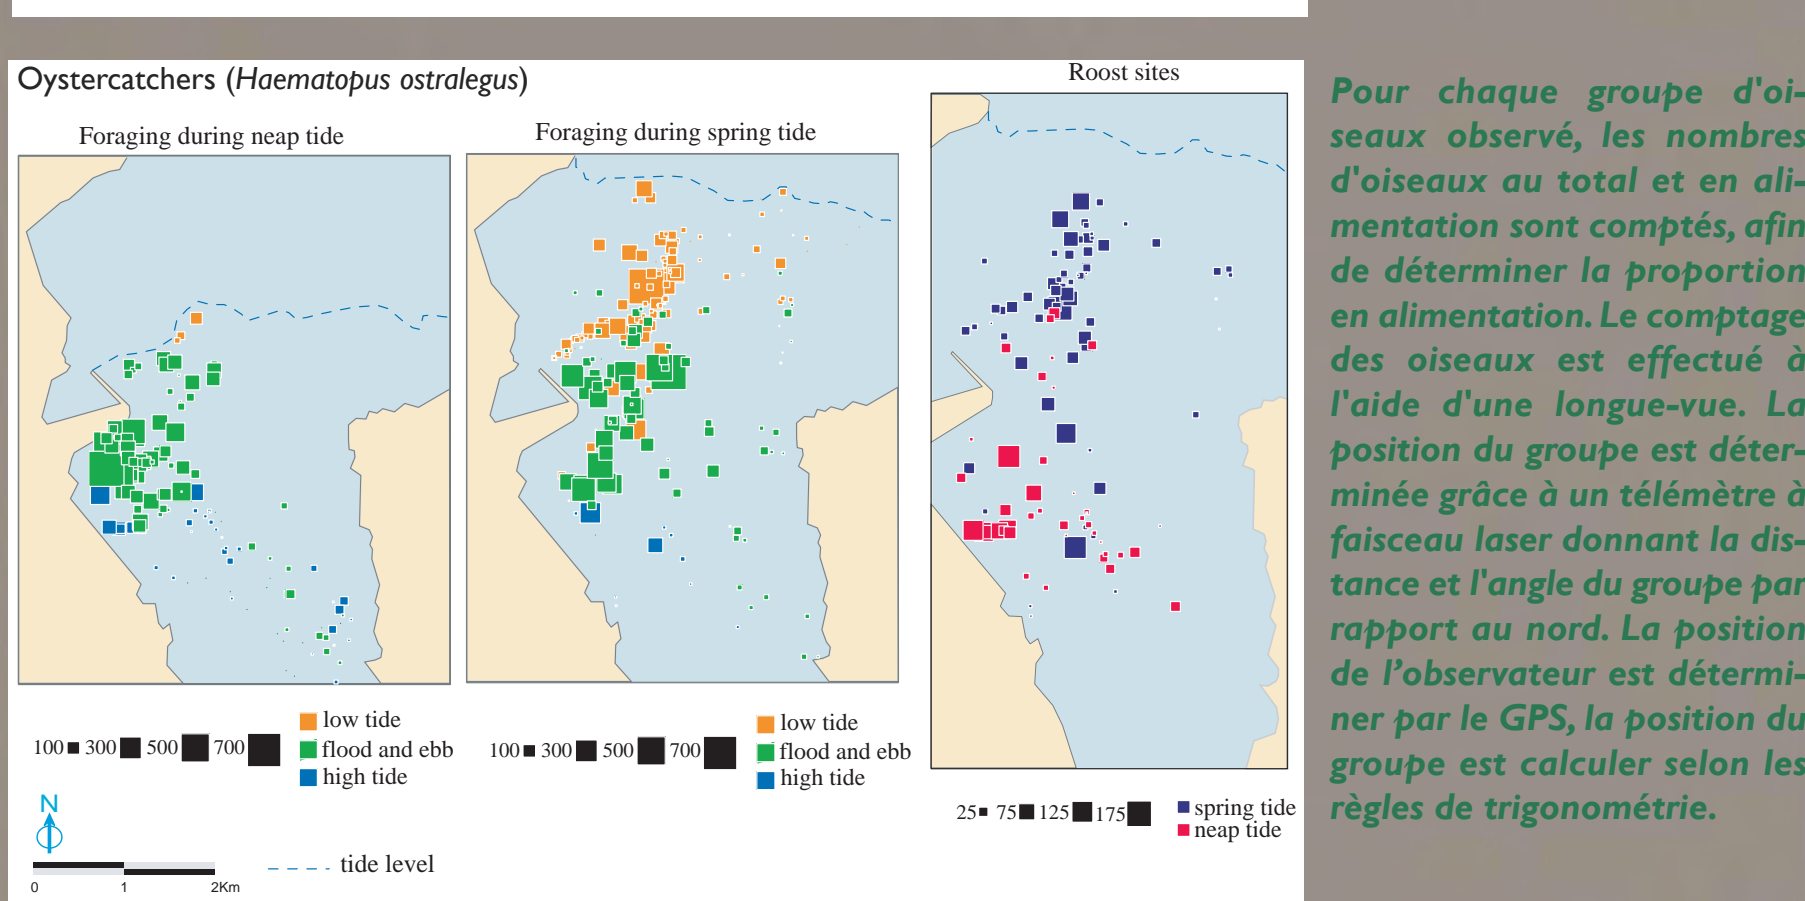 Oystercatchers (Haematopus ostralegus)
Foraging during neap tide
Foraging during spring tide
Roost sites
100 300 500 700
low tide
flood and ebb
high tide
100 300 500 700
low tide
flood and ebb
high tide
25 75 125 175
spring tide
neap tide
N
0 1 2Km
tide level
Pour chaque groupe d'oi-
seaux observé, les nombres
d'oiseaux au total et en ali-
mentation sont comptés, afin
de déterminer la proportion
en alimentation. Le comptage
des oiseaux est effectué à
l'aide d'une longue-vue. La
position du groupe est déter-
minée grâce à un télémètre à
faisceau laser donnant la dis-
tance et l'angle du groupe par
rapport au nord. La position
de l’observateur est détermi-
ner par le GPS, la position du
groupe est calculer selon les
règles de trigonométrie.